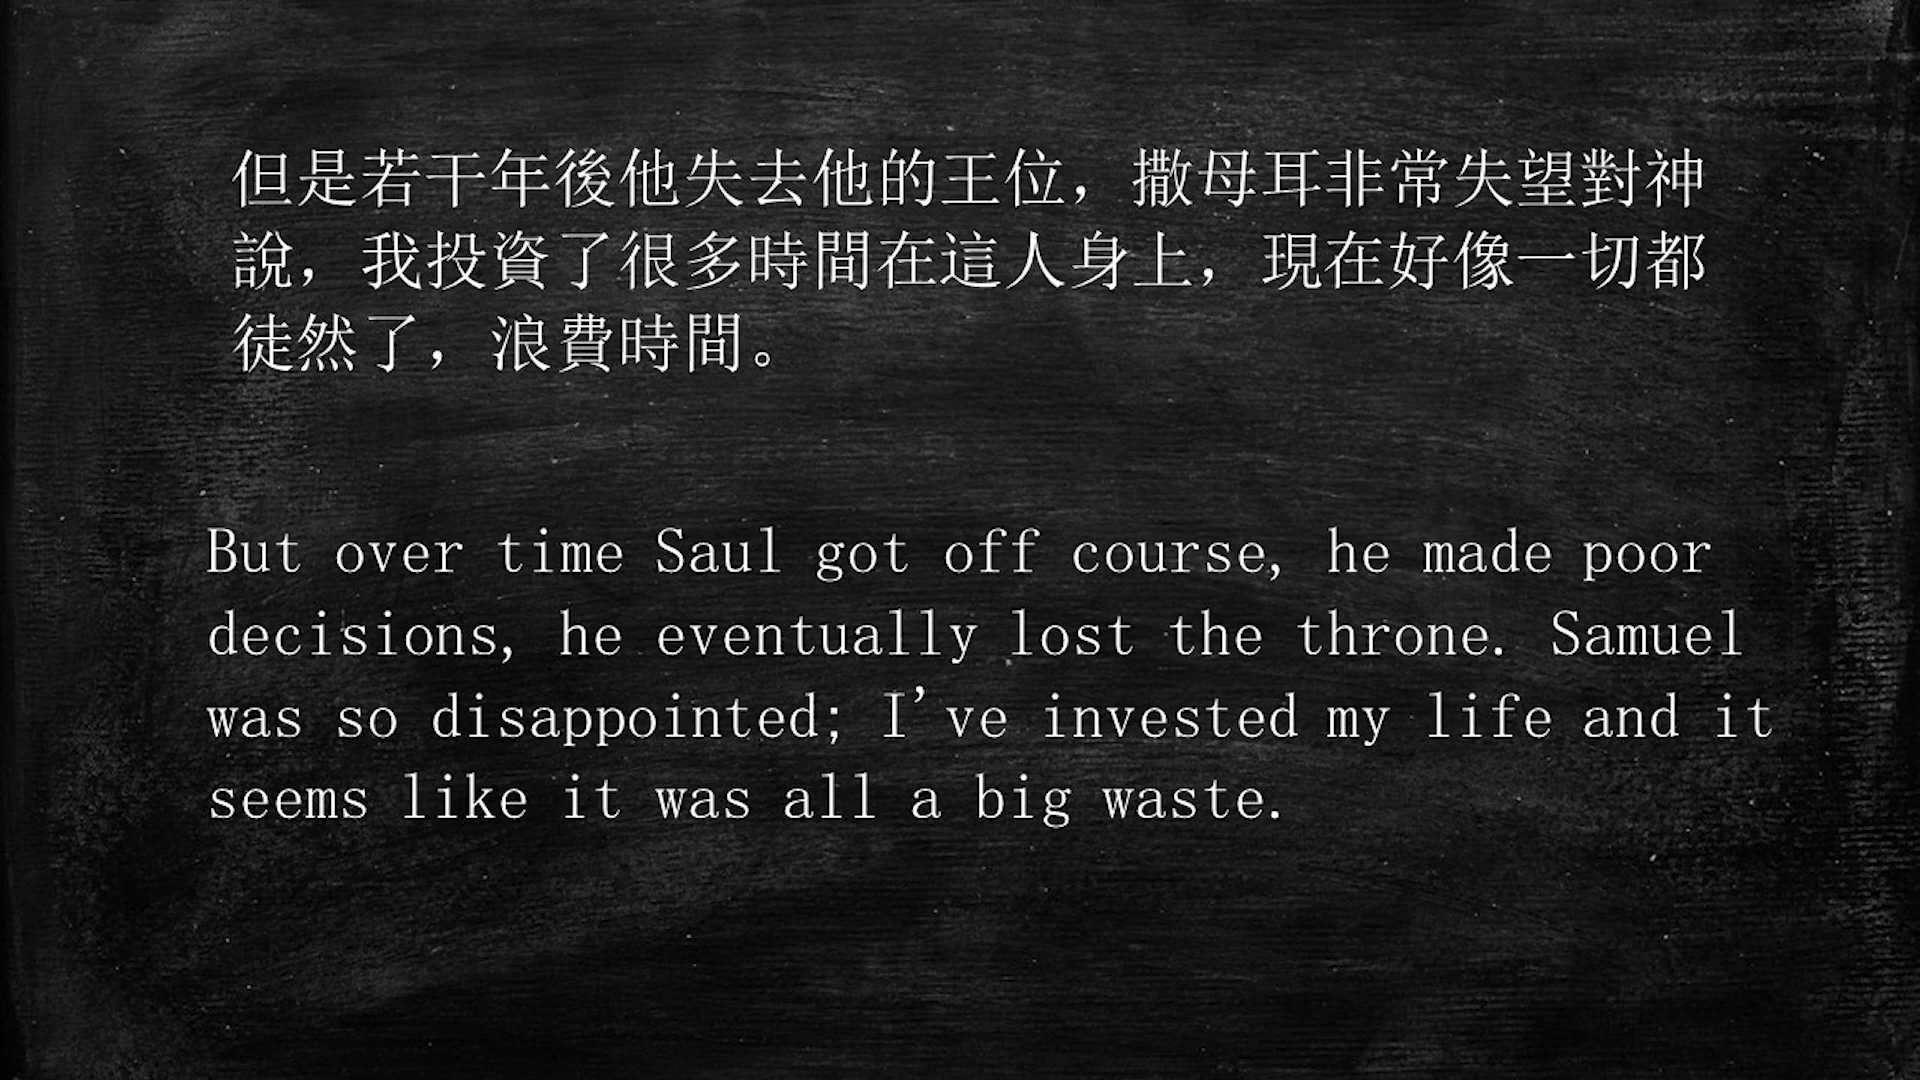 但是若干年後他失去他的王位，撒母耳非常失望對神
說，我投資了很多時間在這人身上，現在好像一切都
徒然了，浪費時間。
But over time Saul got off course, he made poor
decisions, he eventually lost the throne. Samuel
was so disappointed; I've invested my life and it
seems like it was all a big waste.